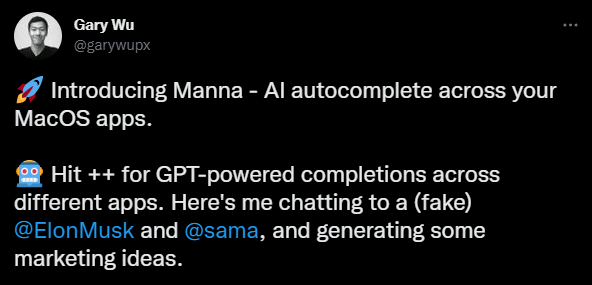 Gary Wu
@garywupx
🚀 Introducing Manna - AI autocomplete across your
MacOS apps.
🤖 Hit ++ for GPT-powered completions across
different apps. Here's me chatting to a (fake)
@ElonMusk and @sama, and generating some
marketing ideas.